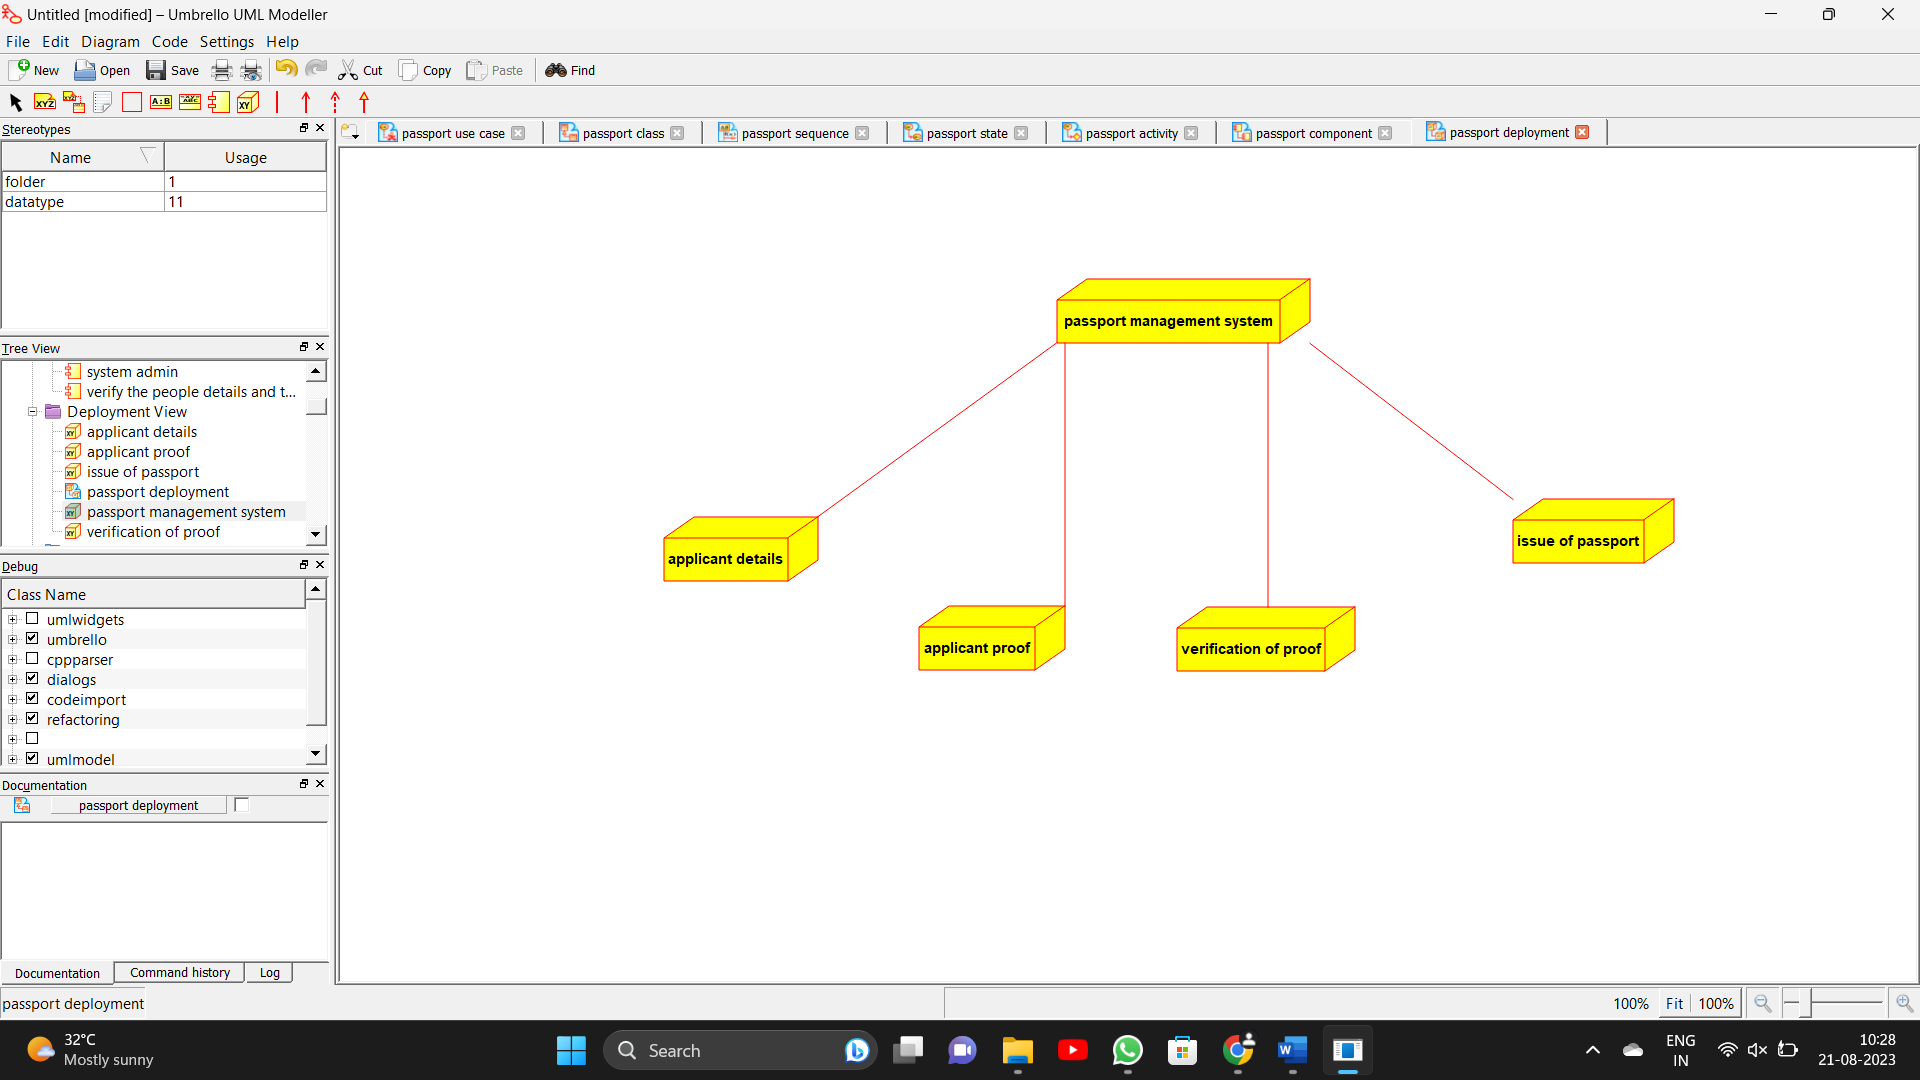 Untitled [modified] – Umbrello UML Modeller
File Edit Diagram Code Settings Help
New Open Save Cut Copy Paste Find
XYZ A:B ABC XY
Stereotypes
passport use case passport class passport sequence passport state passport activity passport component passport deployment
Name Usage
folder 1
datatype 11
passport management system
applicant details
applicant proof
verification of proof
issue of passport
Tree View
system admin
verify the people details and t...
Deployment View
applicant details
applicant proof
issue of passport
passport deployment
passport management system
verification of proof
Debug
Class Name
umlwidgets
umbrello
cppparser
dialogs
codeimport
refactoring
umlmodel
Documentation
passport deployment
Documentation Command history Log
passport deployment
100% Fit 100%
32°C
Mostly sunny
Search
ENG
IN
10:28
21-08-2023